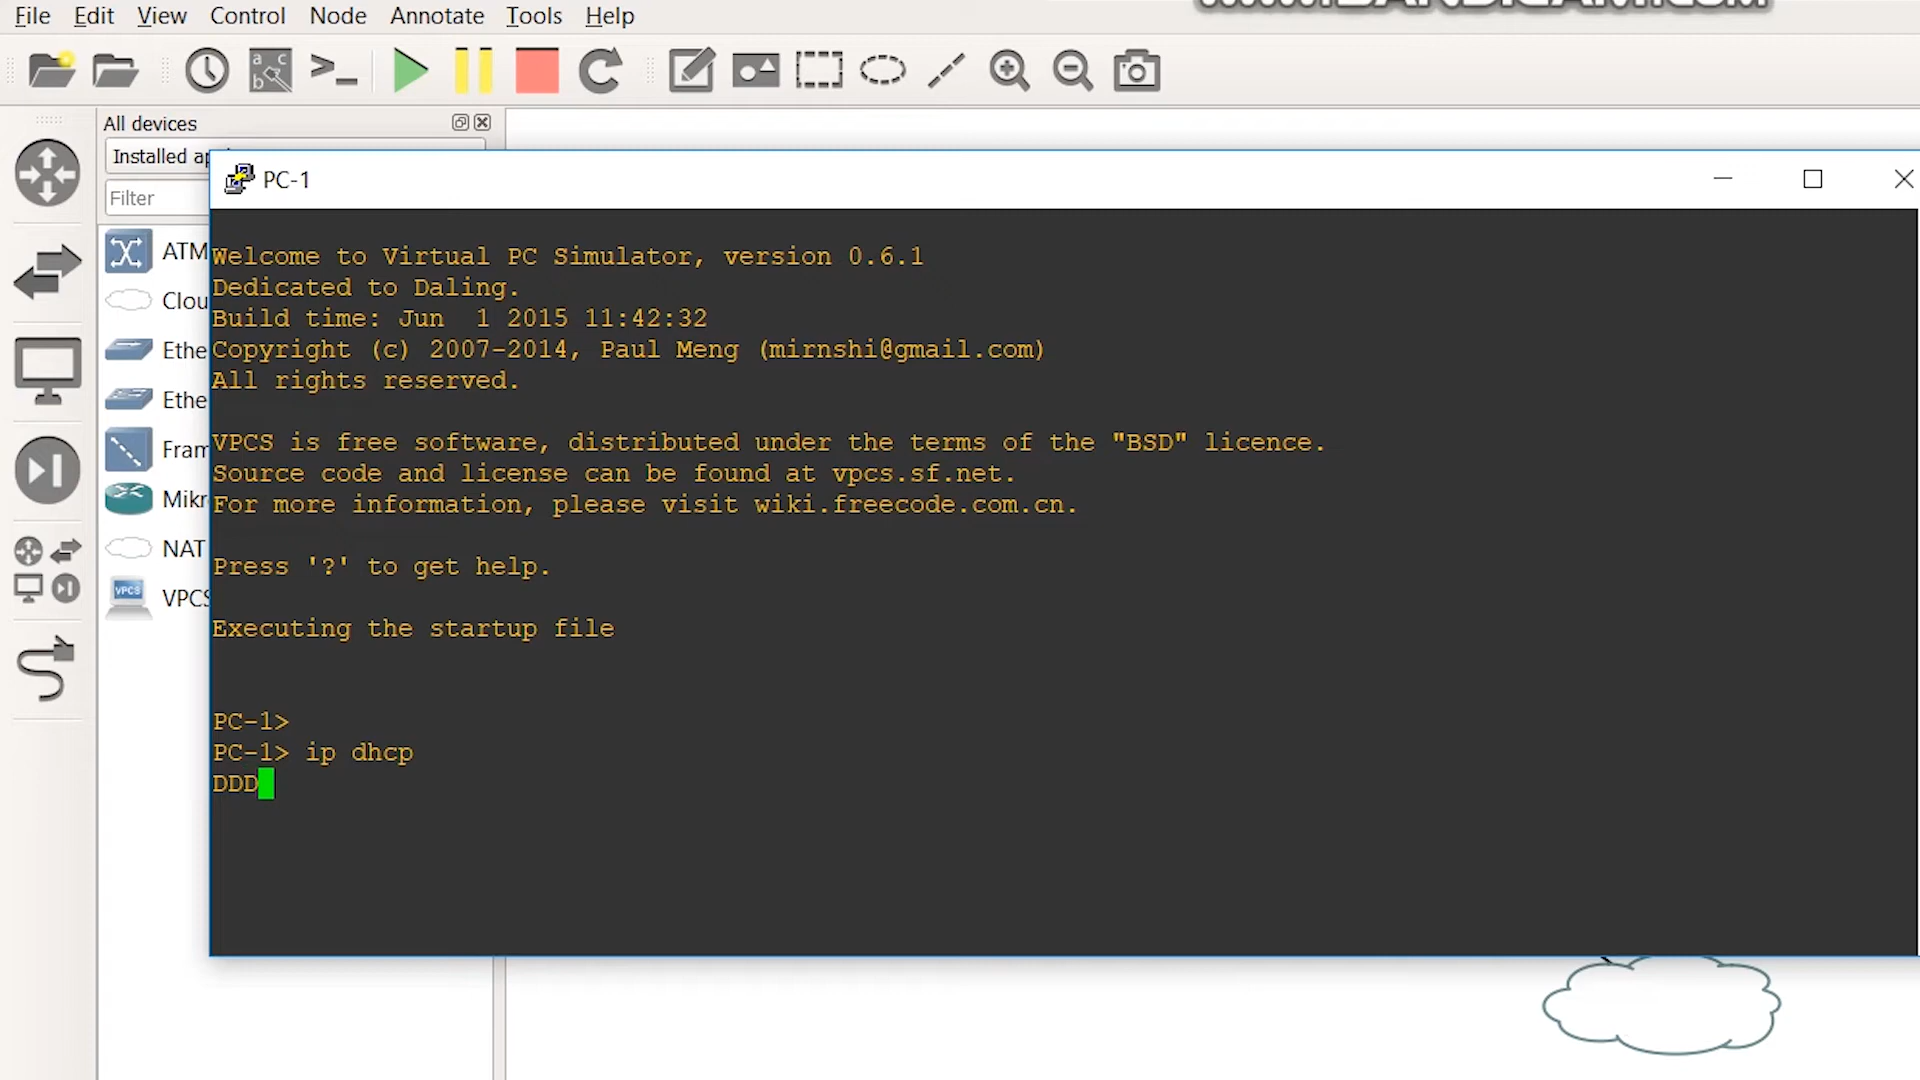 File Edit View Control Node Annotate Tools Help
All devices
Installed
Filter
PC-1
ATM
Clou
Ethe
Ethe
Fram
Mikr
NAT
VPCS
Welcome to Virtual PC Simulator, version 0.6.1
Dedicated to Daling.
Build time: Jun  1 2015 11:42:32
Copyright (c) 2007-2014, Paul Meng (mirnshi@gmail.com)
All rights reserved.
VPCS is free software, distributed under the terms of the "BSD" licence.
Source code and license can be found at vpcs.sf.net.
For more information, please visit wiki.freecode.com.cn.
Press '?' to get help.
Executing the startup file
PC-1>
PC-1> ip dhcp
DDD